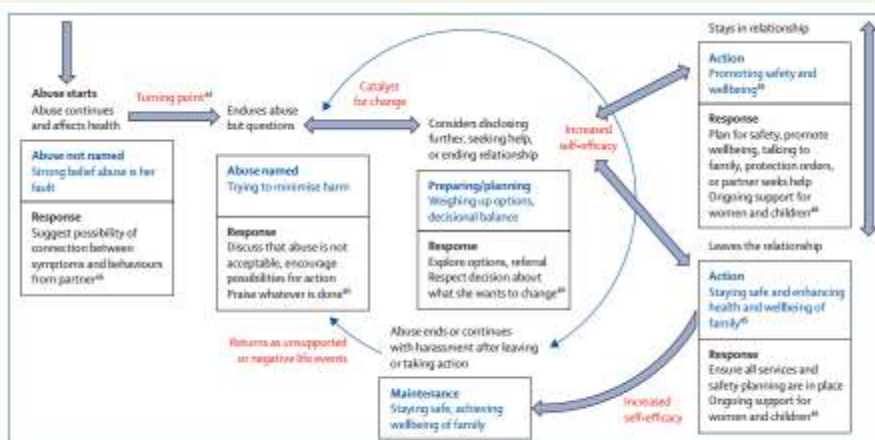 Abuse starts
Abuse continues
and affects health
Abuse not named
Strong belief abuse is her
fault
Response
Suggest possibility of
connection between
symptoms and behaviours
from partner
Turning point
Endures abuse
but questions
Abuse named
Trying to minimise harm
Response
Discuss that abuse is not
acceptable, encourage
possibilities for action
Praise whatever is done
Catalyst
for change
Considers disclosing
further, seeking help,
or ending relationship
Preparing/planning
Weighing up options,
decisional balance
Response
Explore options, referral
Respect decision about
what she wants to change
Increased
self-efficacy
Stays in relationship
Action
Promoting safety and
wellbeing
Response
Plan for safety, promote
wellbeing, talking to
family, protection orders,
or partner seeks help
Ongoing support for
women and children
Leaves the relationship
Action
Staying safe and enhancing
health and wellbeing of
family
Response
Ensure all services and
safety planning are in place
Ongoing support for
women and children
Increased
self-efficacy
Abuse ends or continues
with harassment after leaving
or taking action
Maintenance
Staying safe, achieving
wellbeing of family
Returns as unsupported
or negative life events